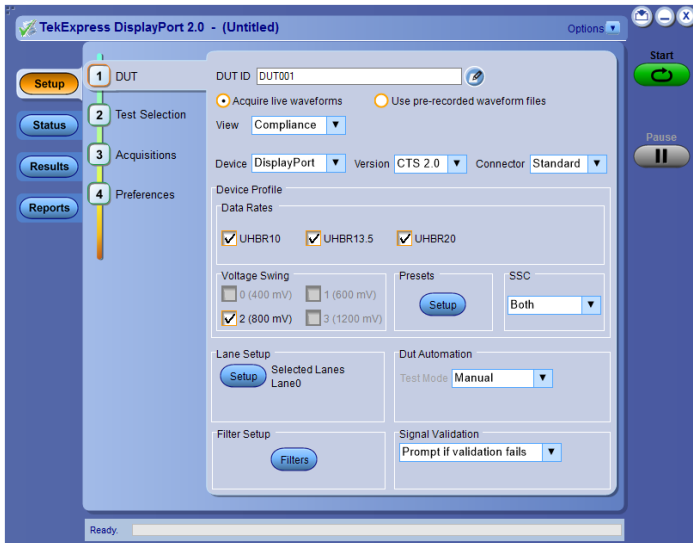 TekExpress DisplayPort 2.0 - (Untitled)
Options
Start
Pause
Setup
Status
Results
Reports
1 DUT
2 Test Selection
3 Acquisitions
4 Preferences
DUT ID DUT001
Acquire live waveforms Use pre-recorded waveform files
View Compliance
Device DisplayPort Version CTS 2.0 Connector Standard
Device Profile
Data Rates
UHBR10 UHBR13.5 UHBR20
Voltage Swing
0 (400 mV) 1 (600 mV)
2 (800 mV) 3 (1200 mV)
Presets
Setup
SSC
Both
Lane Setup
Setup Selected Lanes
Lane0
Dut Automation
Test Mode Manual
Filter Setup
Filters
Signal Validation
Prompt if validation fails
Ready.